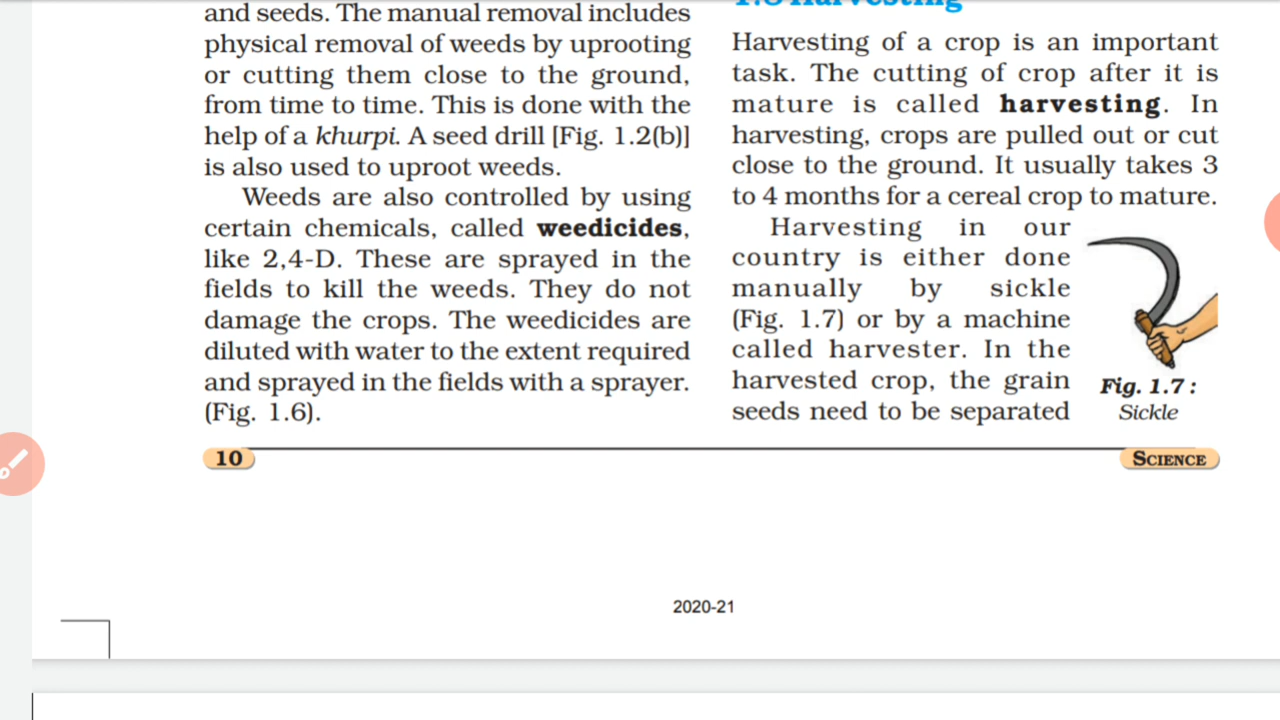 and seeds. The manual removal includes
physical removal of weeds by uprooting
or cutting them close to the ground,
from time to time. This is done with the
help of a khurpi. A seed drill [Fig. 1.2(b)]
is also used to uproot weeds.
Weeds are also controlled by using
certain chemicals, called weedicides,
like 2,4-D. These are sprayed in the
fields to kill the weeds. They do not
damage the crops. The weedicides are
diluted with water to the extent required
and sprayed in the fields with a sprayer.
(Fig. 1.6).
Harvesting
Harvesting of a crop is an important
task. The cutting of crop after it is
mature is called harvesting. In
harvesting, crops are pulled out or cut
close to the ground. It usually takes 3
to 4 months for a cereal crop to mature.
Harvesting in our
country is either done
manually by sickle
(Fig. 1.7) or by a machine
called harvester. In the
harvested crop, the grain
seeds need to be separated
Fig. 1.7 :
Sickle
10
SCIENCE
2020-21